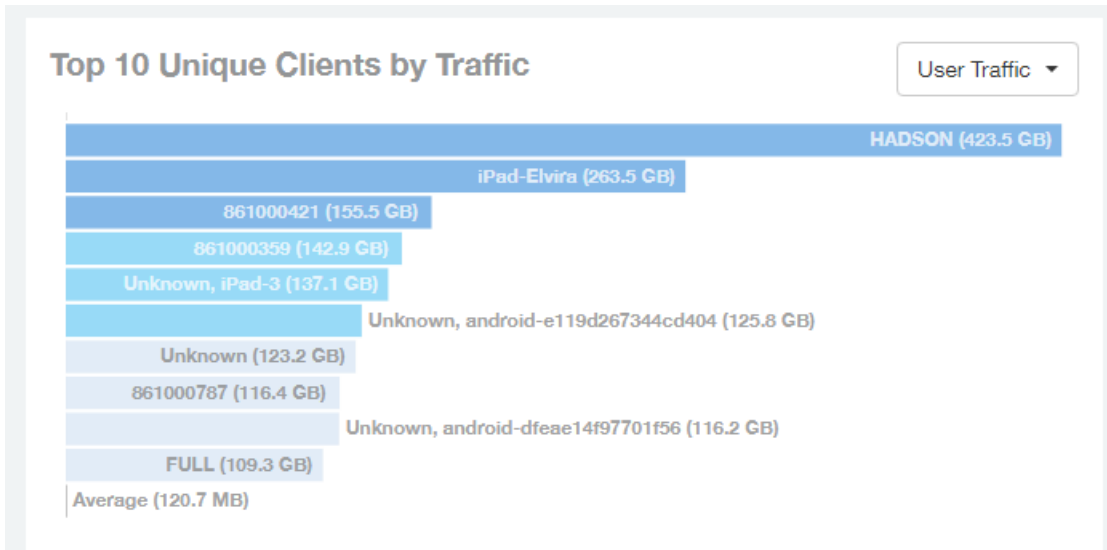 Top 10 Unique Clients by Traffic
User Traffic
HADSON (423.5 GB)
iPad-Elvira (263.5 GB)
861000421 (155.5 GB)
861000359 (142.9 GB)
Unknown, iPad-3 (137.1 GB)
Unknown, android-e119d267344cd404 (125.8 GB)
Unknown (123.2 GB)
861000787 (116.4 GB)
Unknown, android-dfeae14f97701f56 (116.2 GB)
FULL (109.3 GB)
Average (120.7 MB)